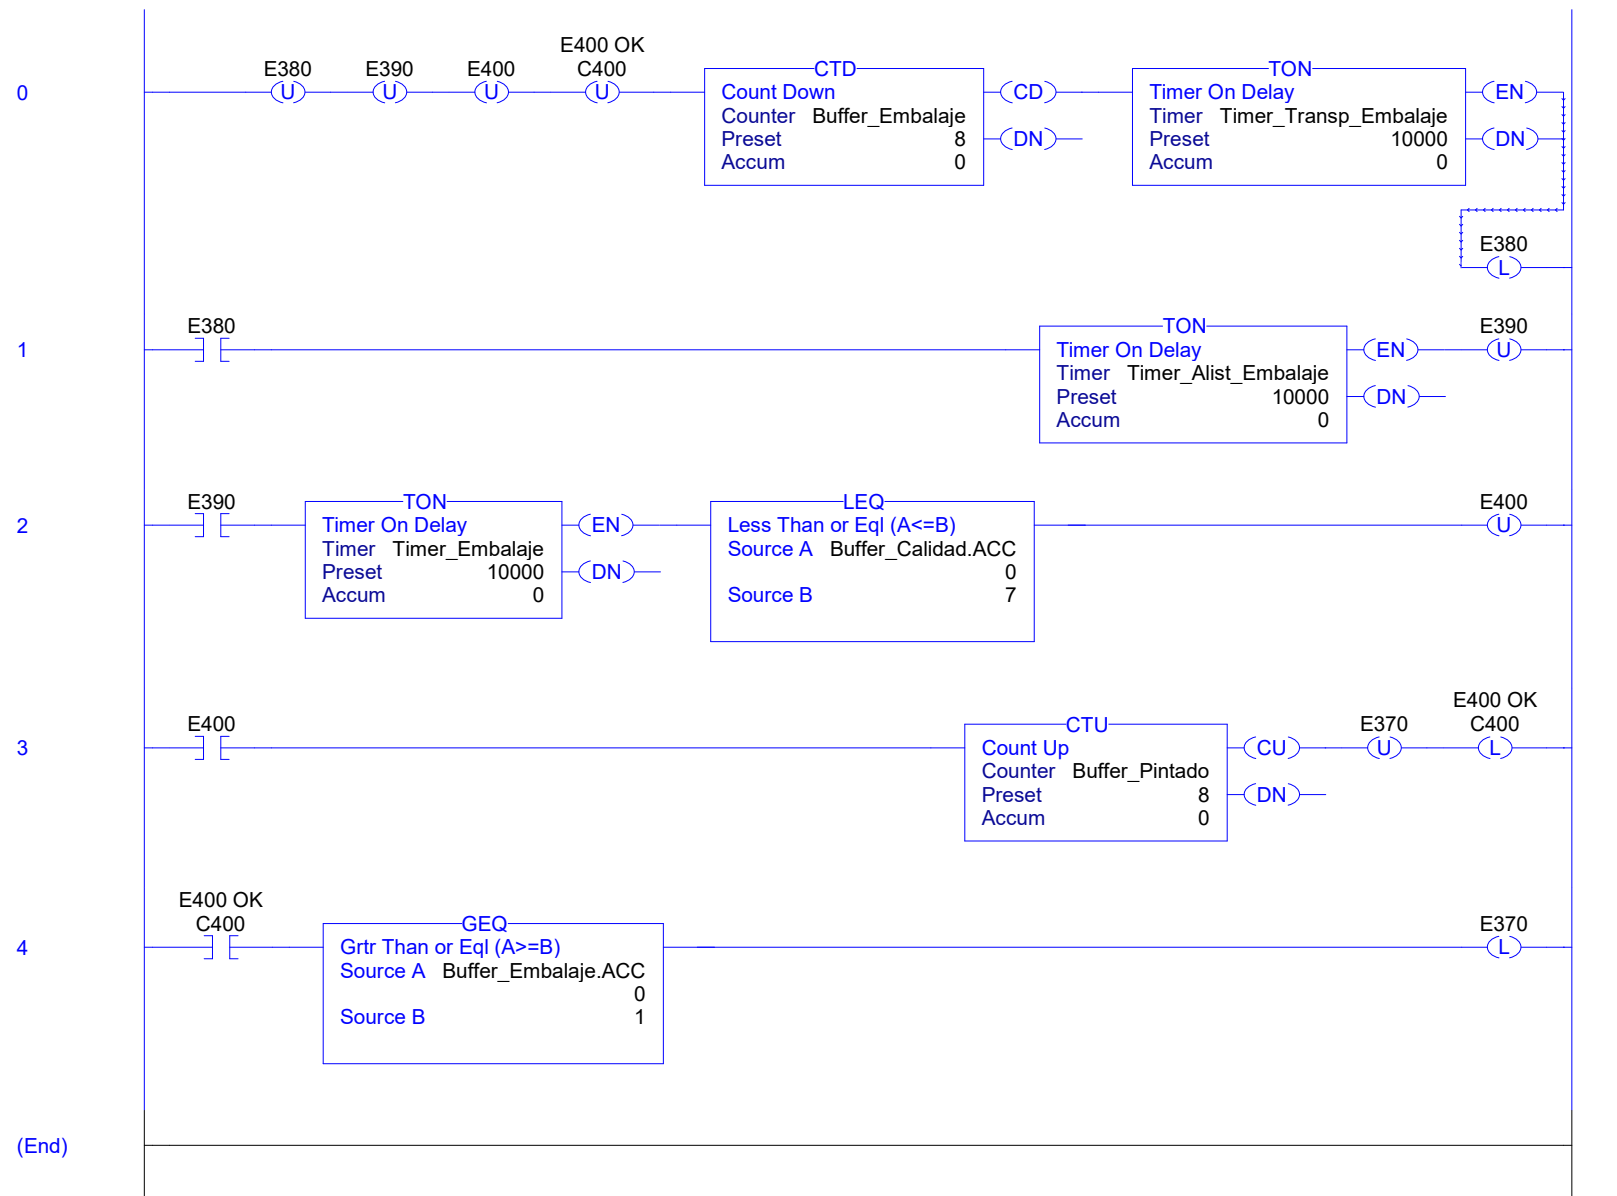 0
E380
U
E390
U
E400
U
E400 OK
C400
U
CTD
Count Down
Counter Buffer_Embalaje
Preset 8
Accum 0
CD
DN
TON
Timer On Delay
Timer Timer_Transp_Embalaje
Preset 10000
Accum 0
EN
DN
E380
L
1
E380
TON
Timer On Delay
Timer Timer_Alist_Embalaje
Preset 10000
Accum 0
EN
DN
E390
U
2
E390
TON
Timer On Delay
Timer Timer_Embalaje
Preset 10000
Accum 0
EN
DN
LEQ
Less Than or Eql (A<=B)
Source A Buffer_Calidad.ACC
0
Source B 7
E400
U
3
E400
CTU
Count Up
Counter Buffer_Pintado
Preset 8
Accum 0
CU
DN
E370
U
E400 OK
C400
L
4
E400 OK
C400
GEQ
Grtr Than or Eql (A>=B)
Source A Buffer_Embalaje.ACC
0
Source B 1
E370
L
(End)